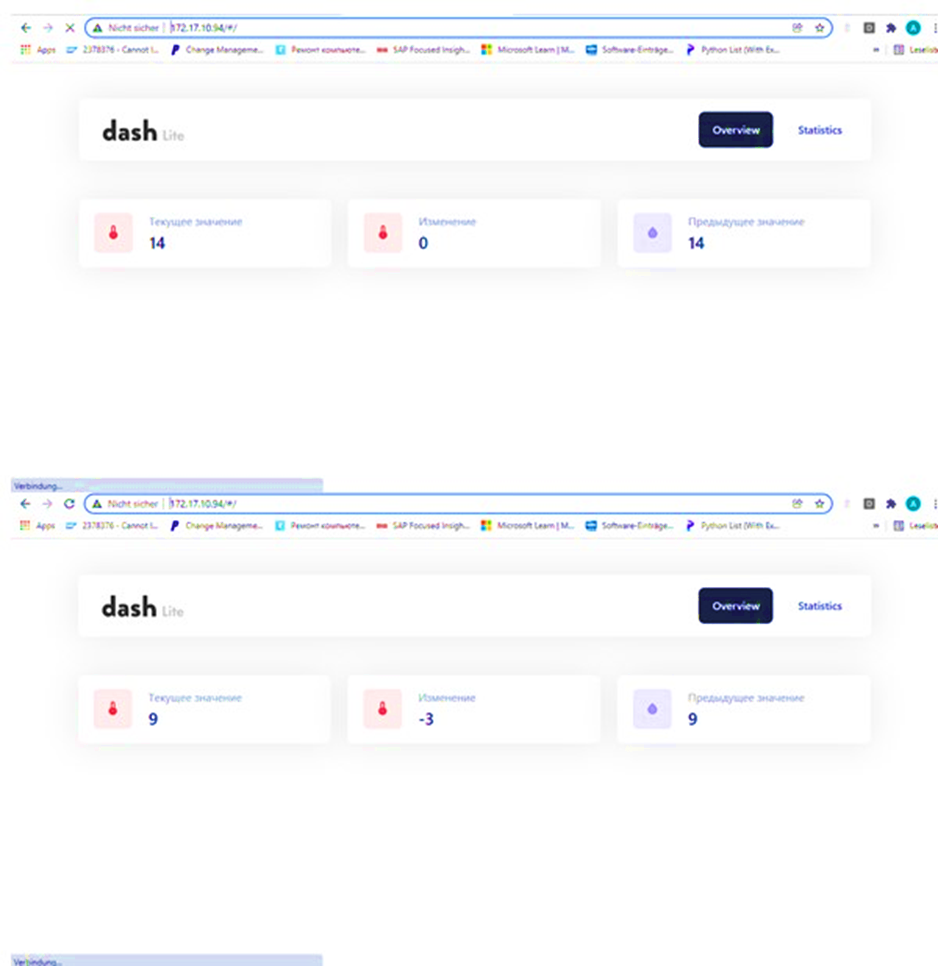 Nicht sicher | 172.17.10.94/#/
Apps 2378376 - Cannot l... Change Manageme... Ремонт компьюте... SAP Focused Insigh... Microsoft Learn | M... Software-Einträge... Python List (With Ex... » Leselist
dash Lite Overview Statistics
Текущее значение Изменение Предыдущее значение
14 0 14
Verbindung...
Nicht sicher | 172.17.10.94/#/
Apps 2378376 - Cannot l... Change Manageme... Ремонт компьюте... SAP Focused Insigh... Microsoft Learn | M... Software-Einträge... Python List (With Ex... » Leselist
dash Lite Overview Statistics
Текущее значение Изменение Предыдущее значение
9 -3 9
Verbindung...